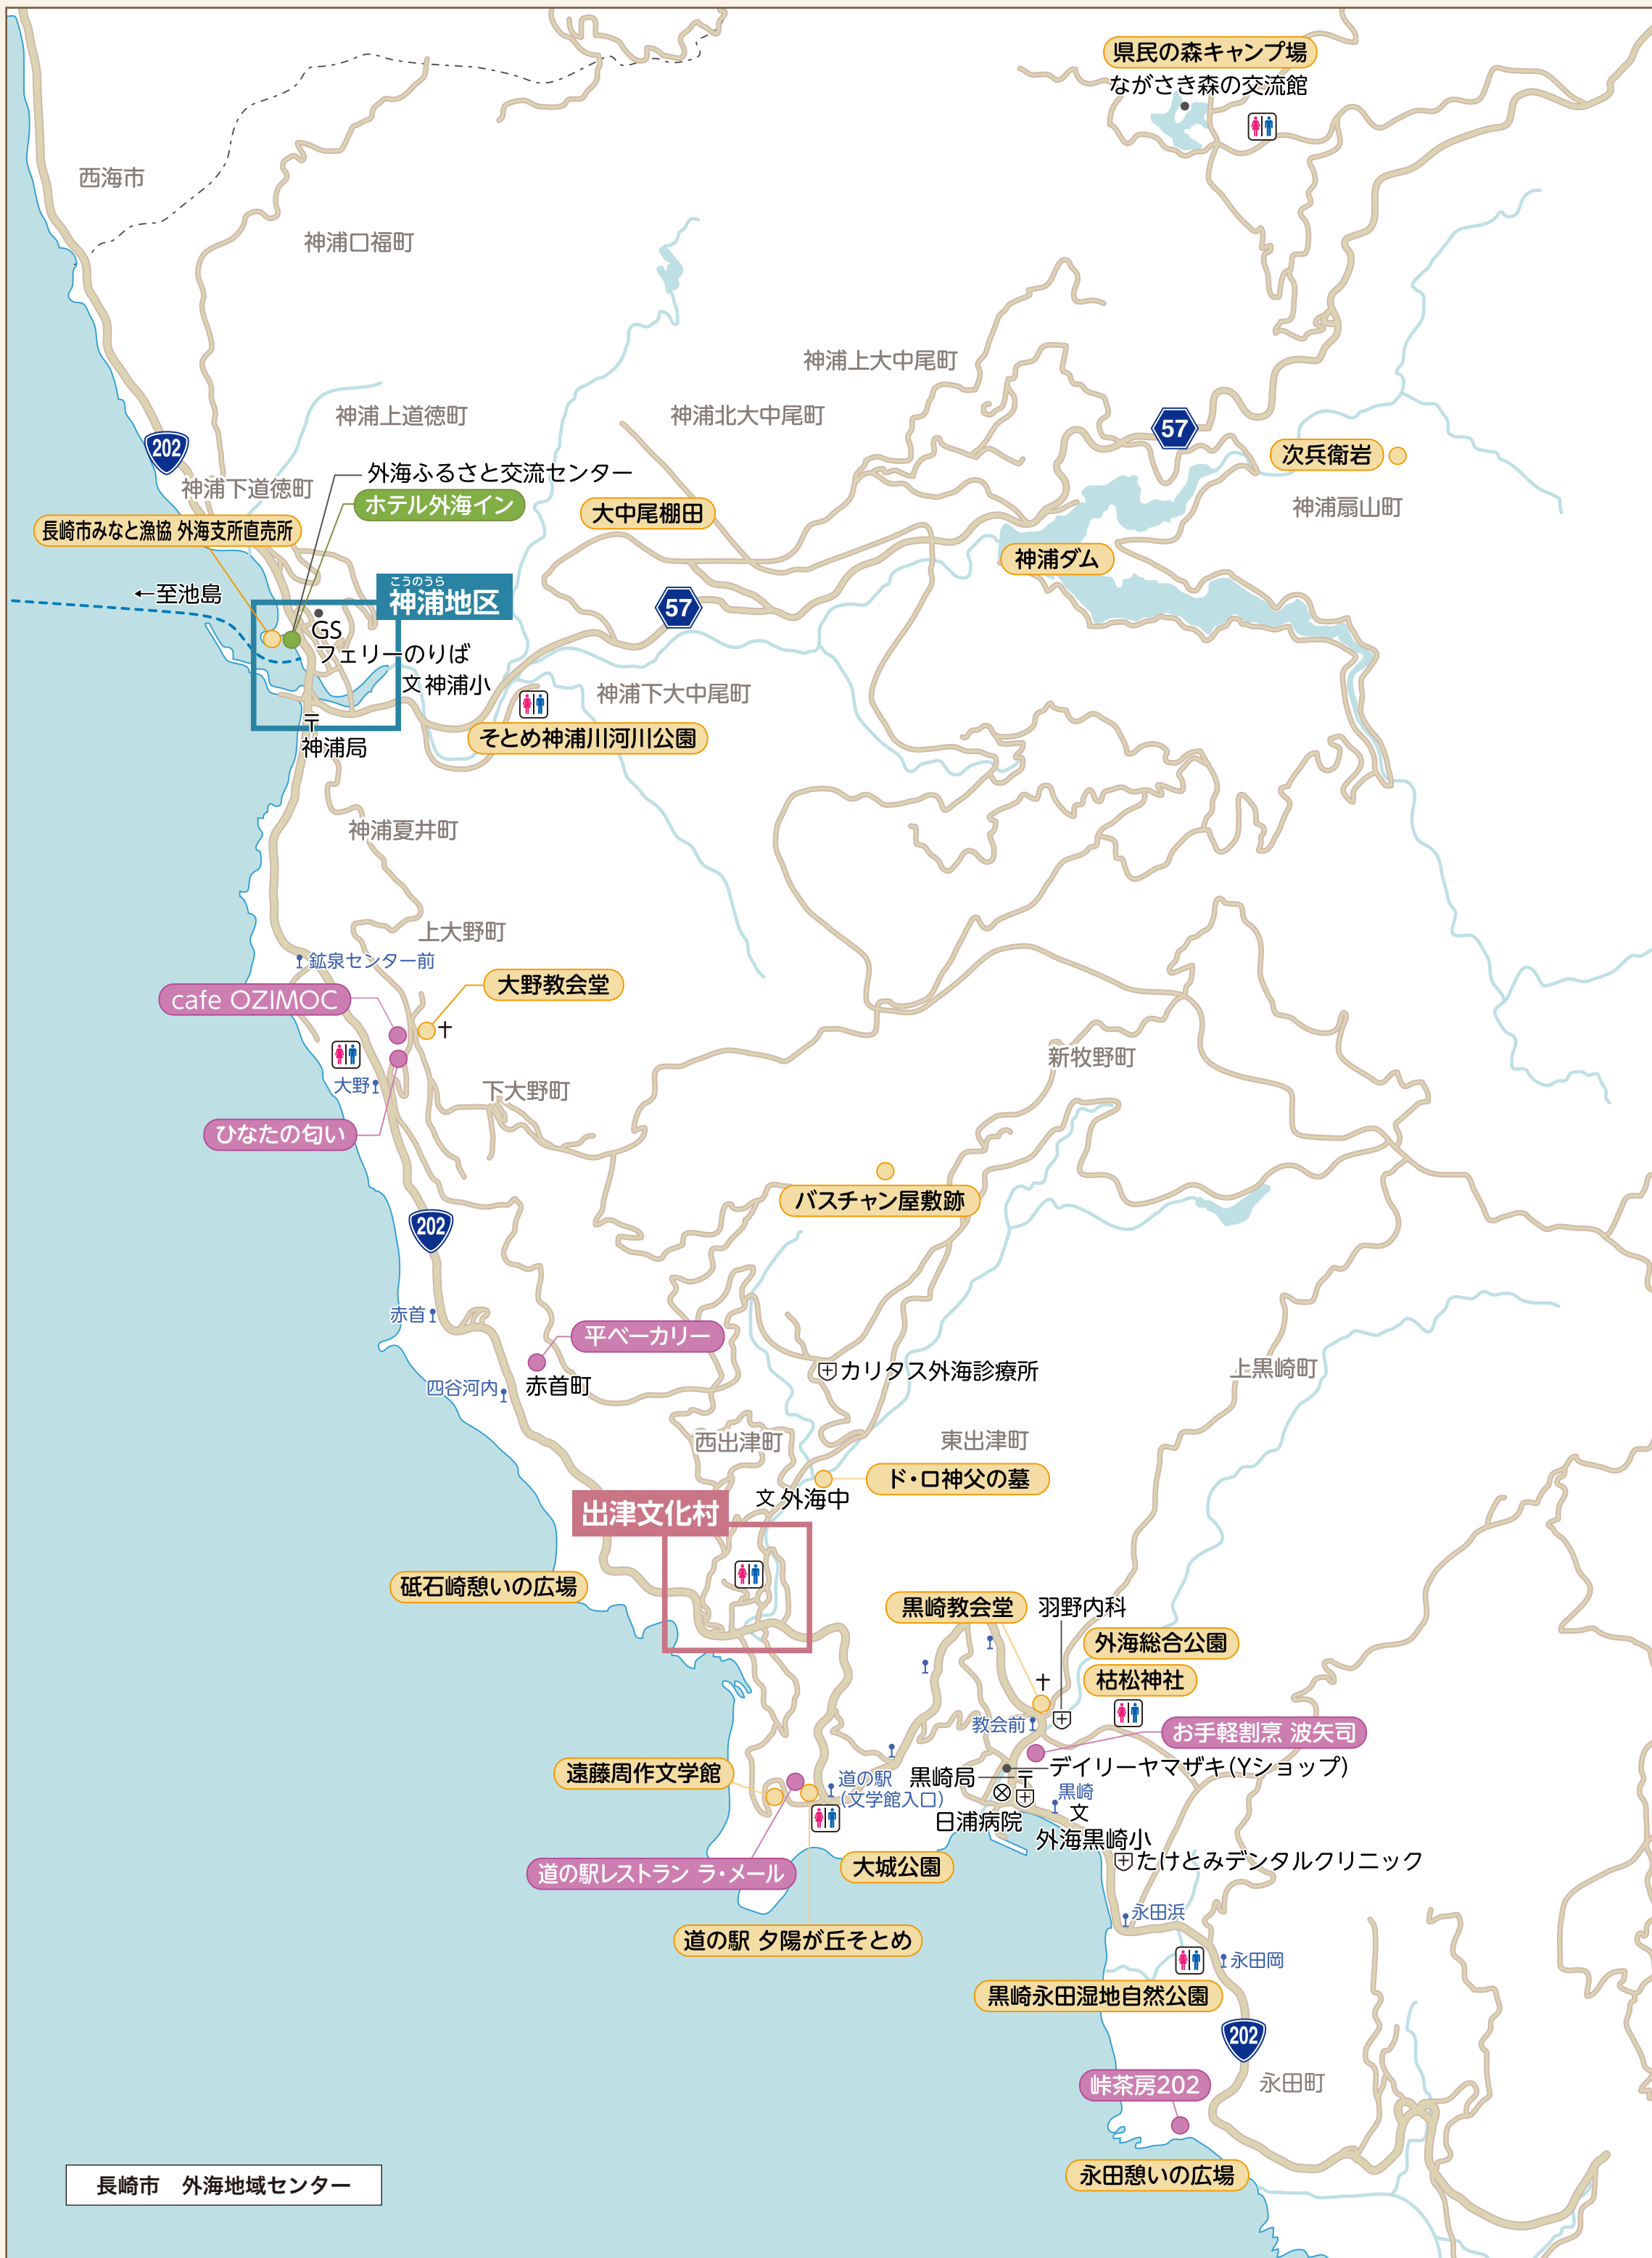 県民の森キャンプ場
ながさき森の交流館
西海市
神浦口福町
神浦上大中尾町
神浦上道徳町
神浦北大中尾町
57
202
次兵衛岩
外海ふるさと交流センター
神浦下道徳町
ホテル外海イン
大中尾棚田
神浦扇山町
長崎市みなと漁協 外海支所直売所
神浦ダム
こうのうら
神浦地区
←至池島
57
GS
フェリーのりば
文 神浦小
神浦下大中尾町
〒
神浦局
そとめ神浦川河川公園
神浦夏井町
上大野町
鉱泉センター前
大野教会堂
cafe OZIMOC
新牧野町
大野
下大野町
ひなたの匂い
バスチャン屋敷跡
202
赤首
平ベーカリー
カリタス外海診療所
上黒崎町
四谷河内
赤首町
西出津町
東出津町
ド・ロ神父の墓
文 外海中
出津文化村
砥石崎憩いの広場
黒崎教会堂
羽野内科
外海総合公園
枯松神社
教会前
お手軽割烹 波矢司
遠藤周作文学館
道の駅
(文学館入口)
黒崎局
〒
デイリーヤマザキ(Yショップ)
黒崎
文
日浦病院
外海黒崎小
道の駅レストラン ラ・メール
大城公園
たけとみデンタルクリニック
永田浜
道の駅 夕陽が丘そとめ
永田岡
黒崎永田湿地自然公園
202
峠茶房202
永田町
永田憩いの広場
長崎市　外海地域センター